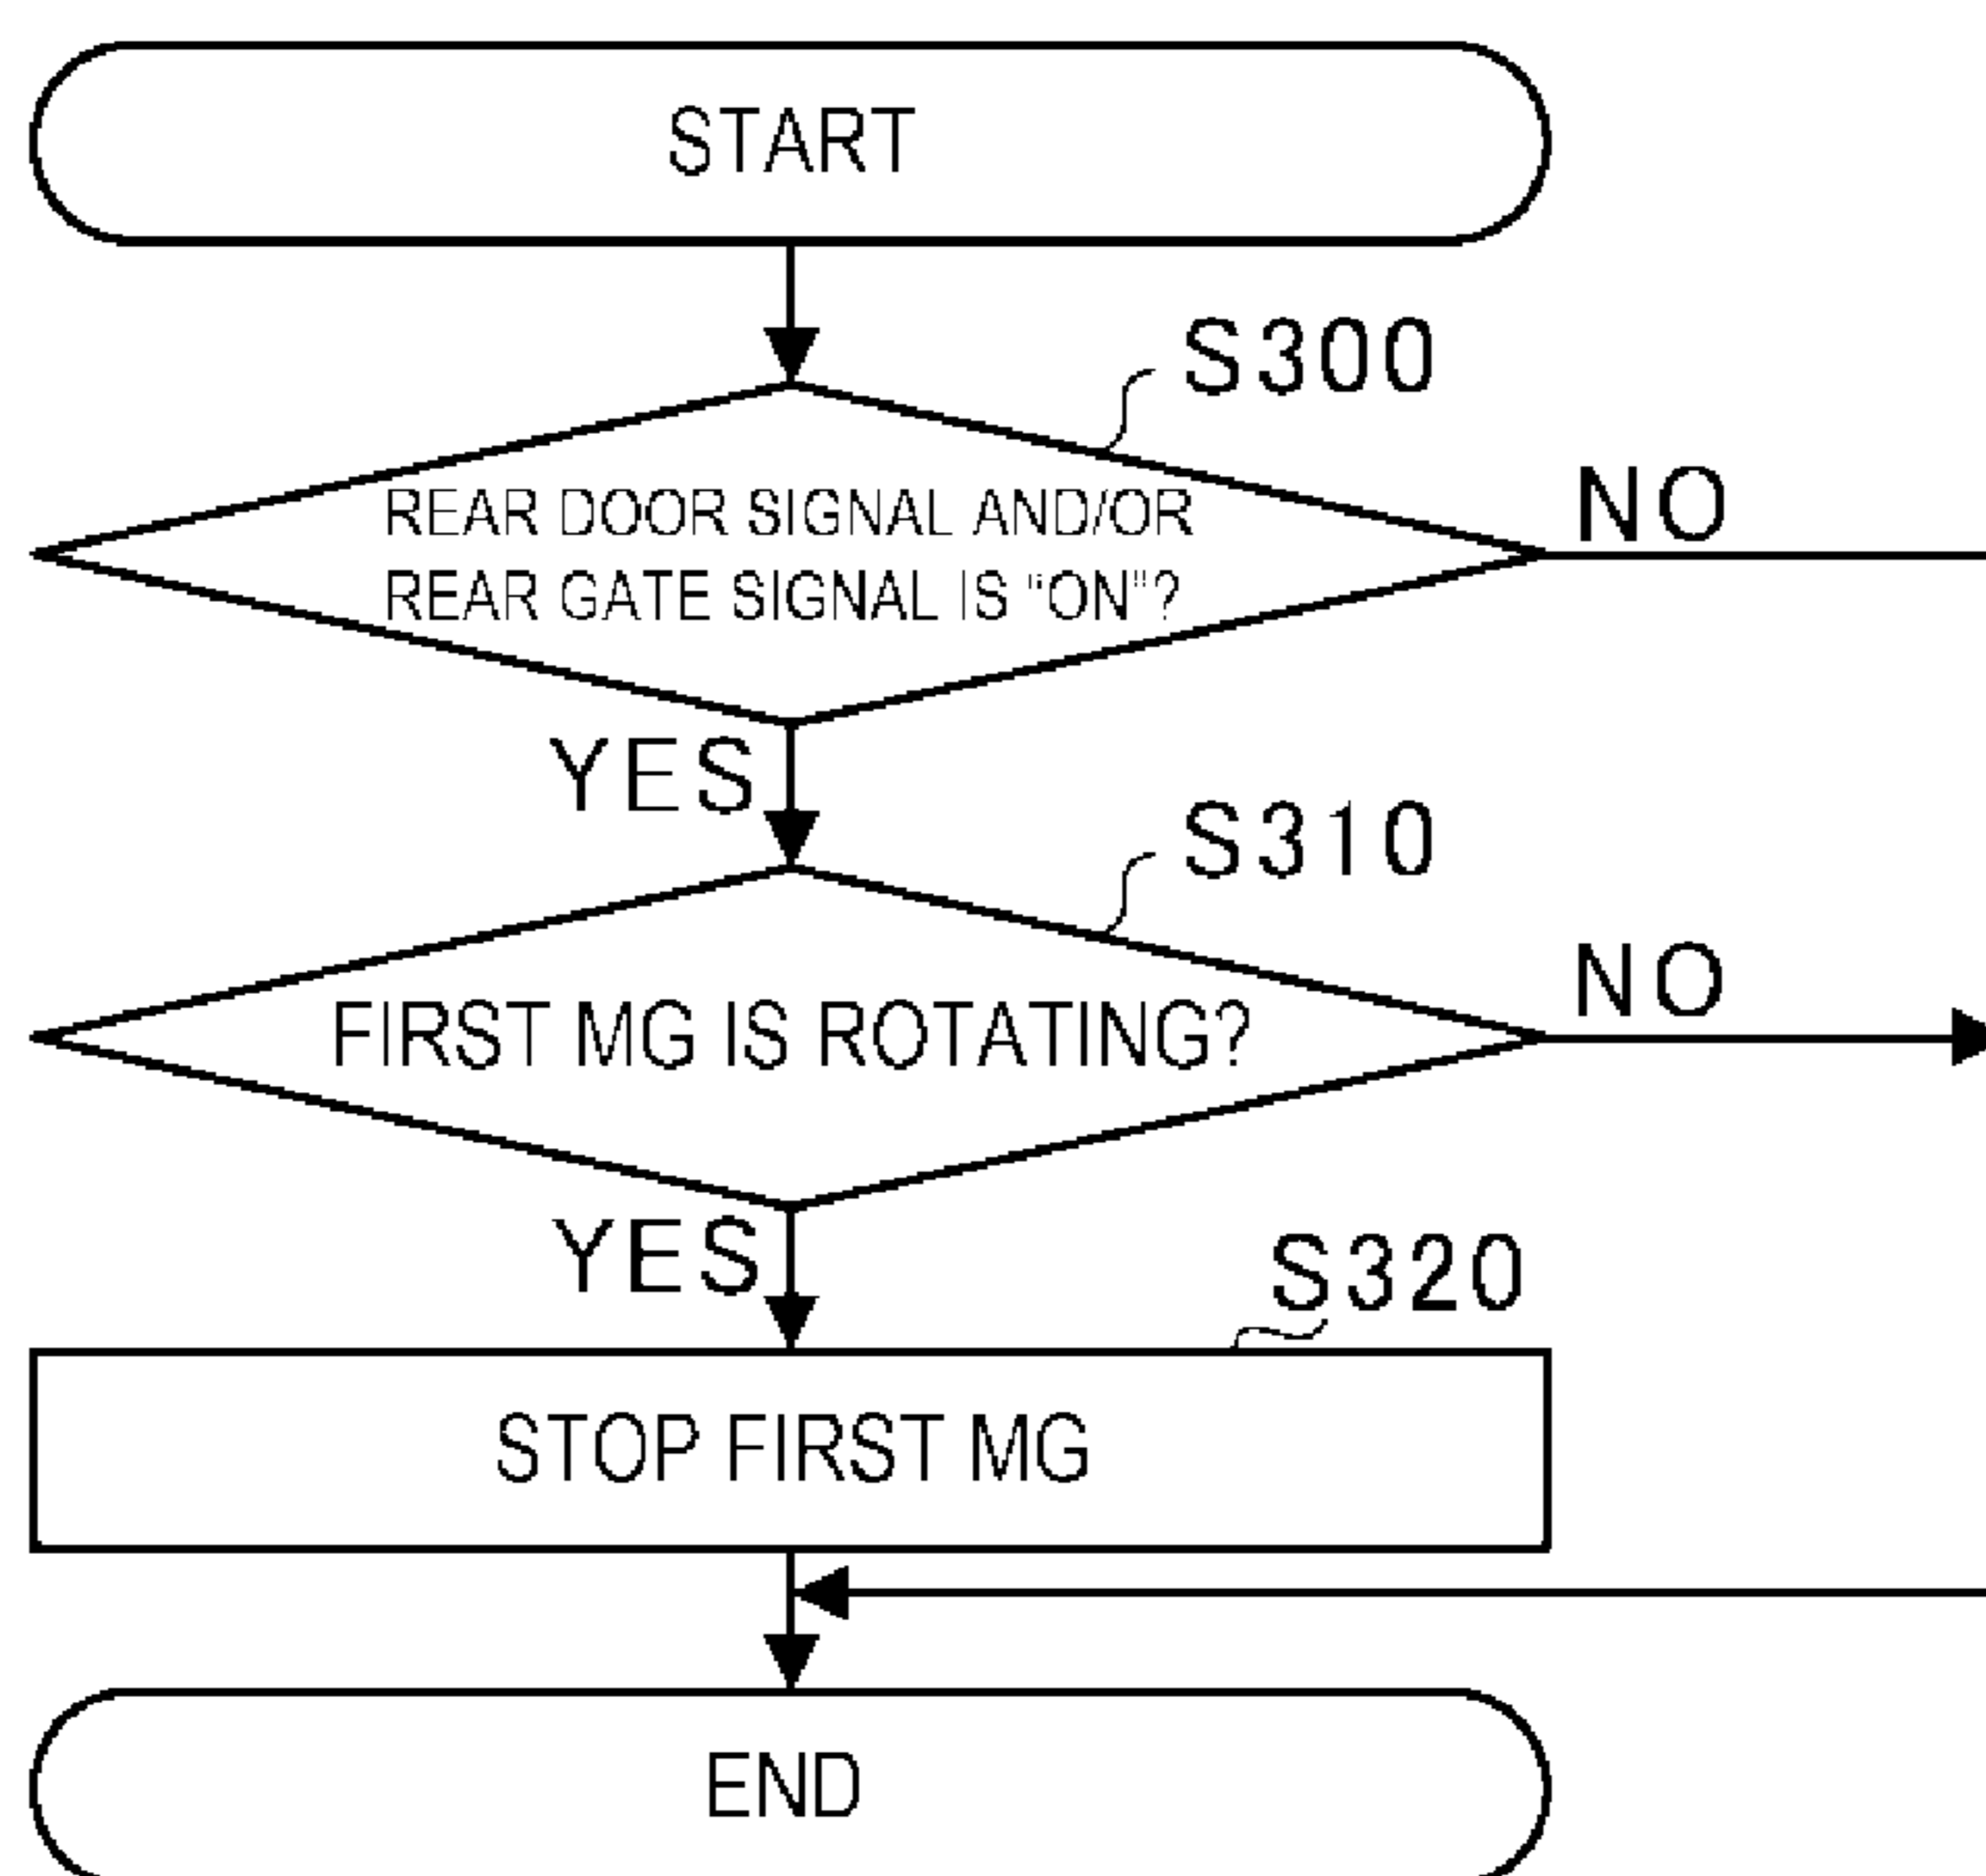 START
S300
REAR DOOR SIGNAL AND/OR
REAR GATE SIGNAL IS "ON"?
NO
YES
S310
FIRST MG IS ROTATING?
NO
YES
S320
STOP FIRST MG
END